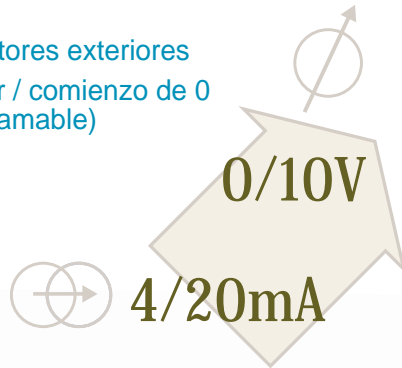 tores exteriores
r / comienzo de 0
amable)
0/10V
4/20mA